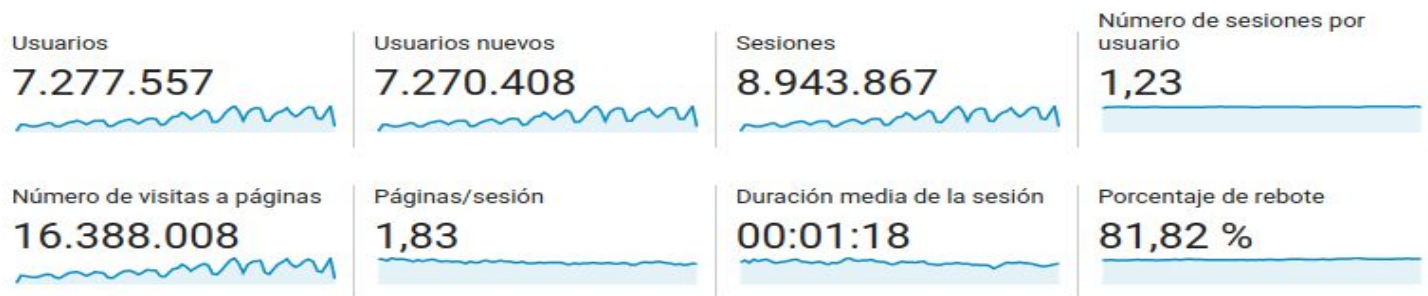 Usuarios
7.277.557
Usuarios nuevos
7.270.408
Sesiones
8.943.867
Número de sesiones por
usuario
1,23
Número de visitas a páginas
16.388.008
Páginas/sesión
1,83
Duración media de la sesión
00:01:18
Porcentaje de rebote
81,82 %